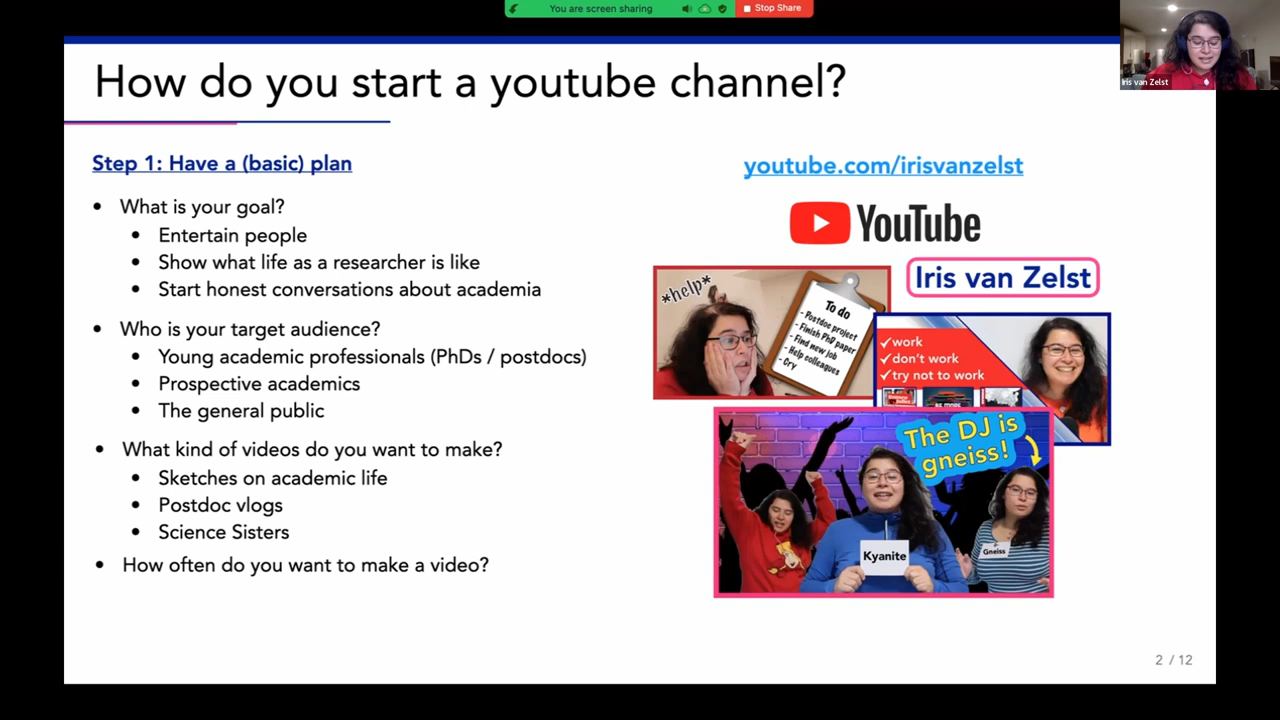 You are screen sharing
Stop Share
Iris van Zelst
How do you start a youtube channel?
Step 1: Have a (basic) plan
• What is your goal?
• Entertain people
• Show what life as a researcher is like
• Start honest conversations about academia
• Who is your target audience?
• Young academic professionals (PhDs / postdocs)
• Prospective academics
• The general public
• What kind of videos do you want to make?
• Sketches on academic life
• Postdoc vlogs
• Science Sisters
• How often do you want to make a video?
youtube.com/irisvanzelst
YouTube
Iris van Zelst
*help*
To do
- Postdoc project
- Finish PhD paper
- Find new job
- Help colleagues
- Cry
✓work
✓don't work
✓try not to work
The DJ is
gneiss!
Kyanite
Gneiss
2 / 12